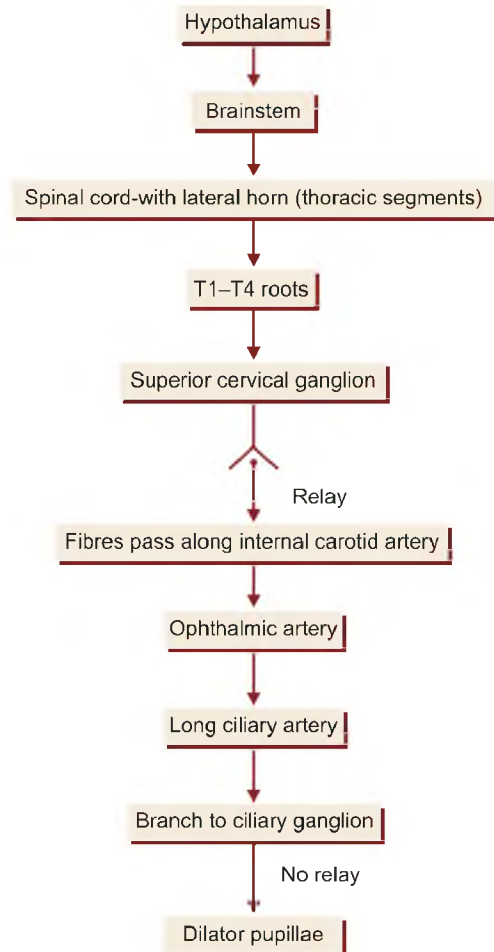 Hypothalamus
Brainstem
Spinal cord-with lateral horn (thoracic segments)
T1–T4 roots
Superior cervical ganglion
Relay
Fibres pass along internal carotid artery
Ophthalmic artery
Long ciliary artery
Branch to ciliary ganglion
No relay
Dilator pupillae